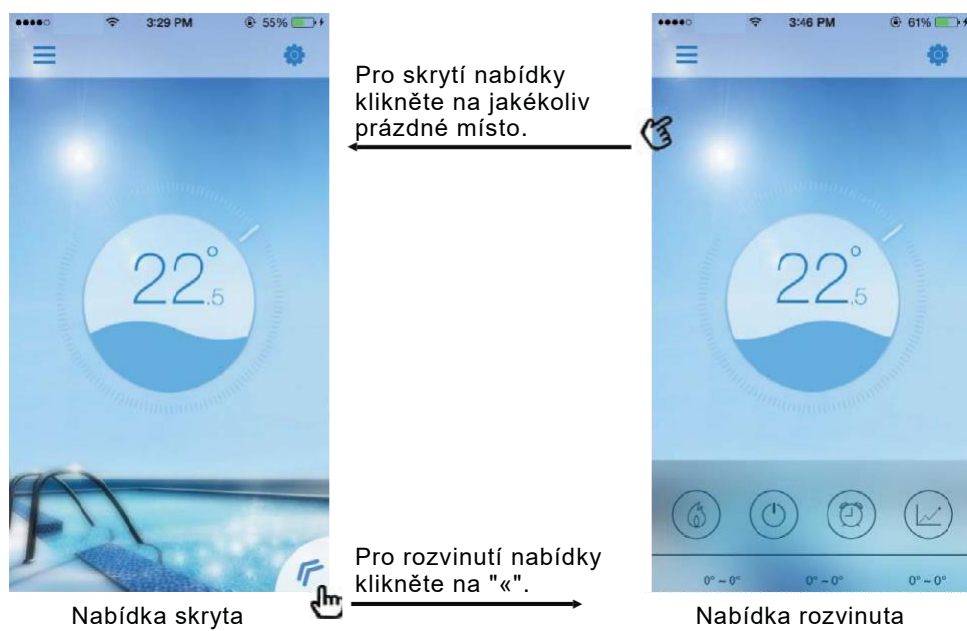 3:29 PM 55%
22°.5
Nabídka skryta
Pro skrytí nabídky
klikněte na jakékoliv
prázdné místo.
Pro rozvinutí nabídky
klikněte na "«".
3:46 PM 61%
22°.5
0° ~ 0° 0° ~ 0° 0° ~ 0°
Nabídka rozvinuta